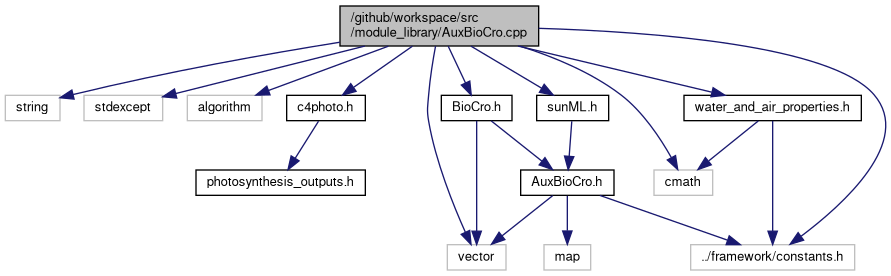 /github/workspace/src
/module_library/AuxBioCro.cpp
string
stdexcept
algorithm
c4photo.h
BioCro.h
sunML.h
water_and_air_properties.h
photosynthesis_outputs.h
AuxBioCro.h
cmath
vector
map
../framework/constants.h